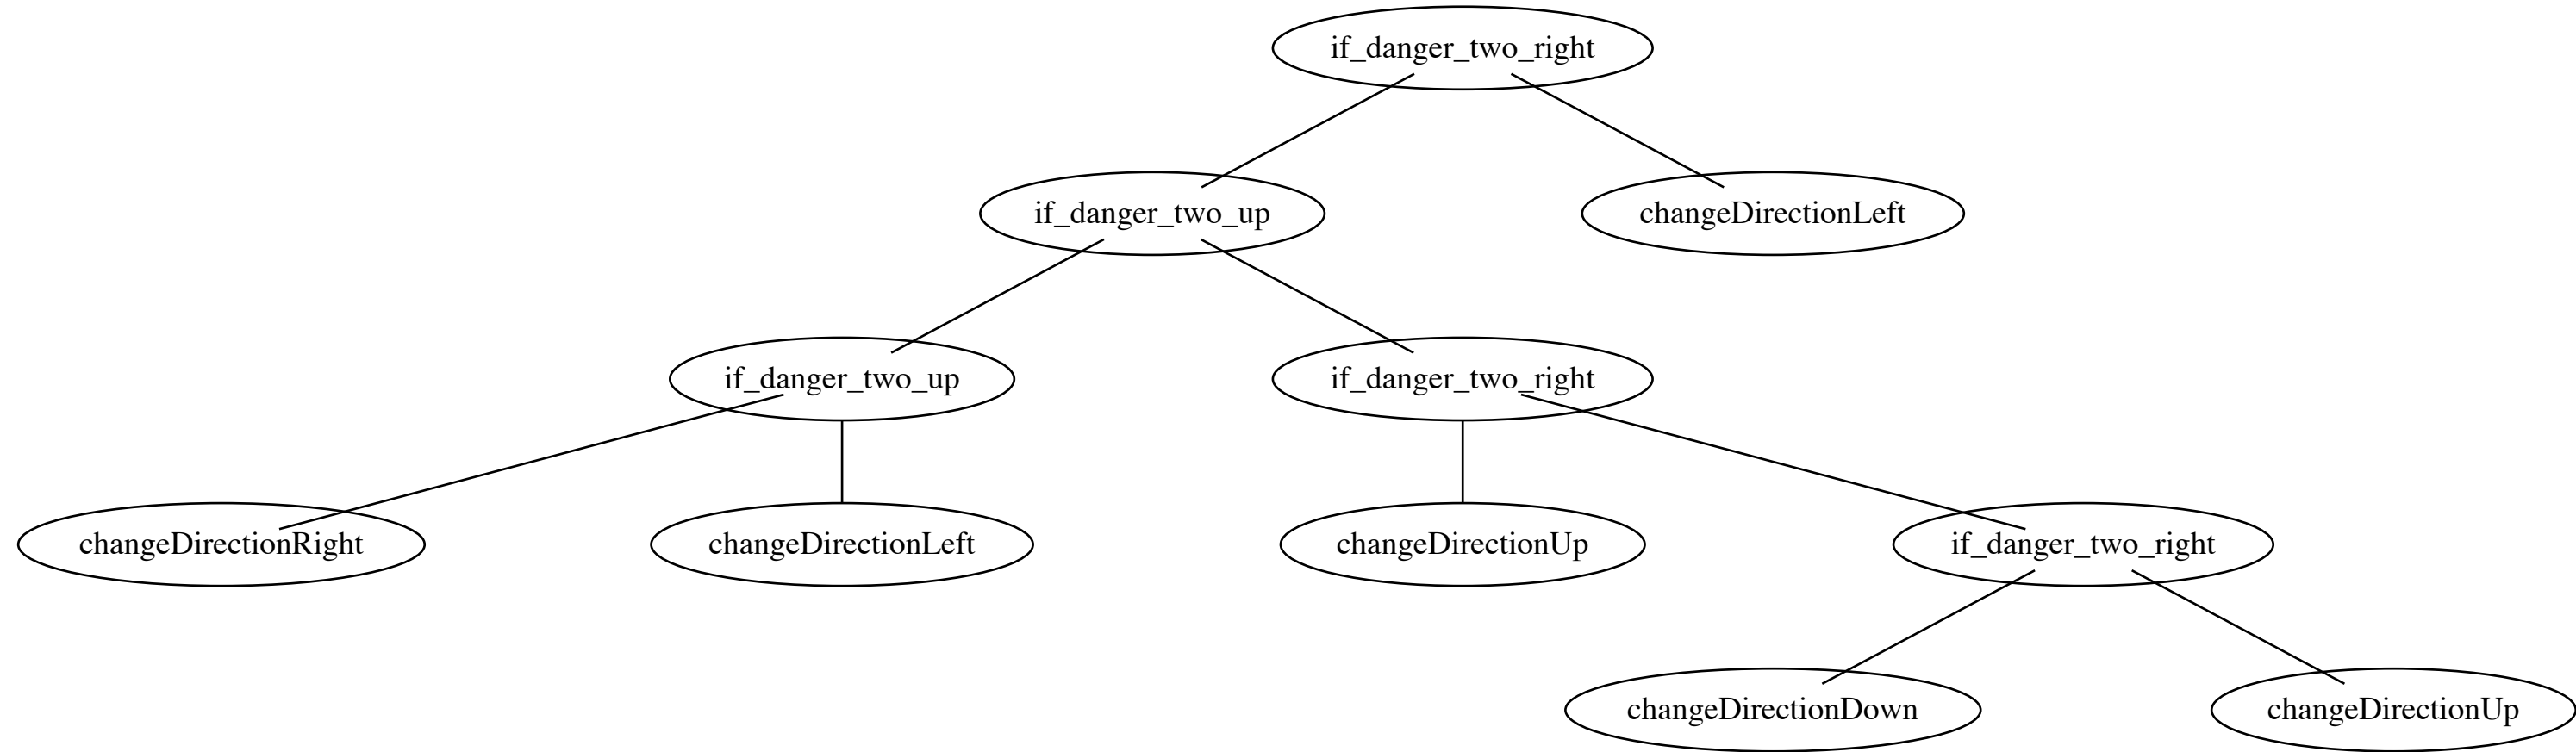 if_danger_two_right
if_danger_two_up
changeDirectionLeft
if_danger_two_up
if_danger_two_right
changeDirectionRight
changeDirectionLeft
changeDirectionUp
if_danger_two_right
changeDirectionDown
changeDirectionUp